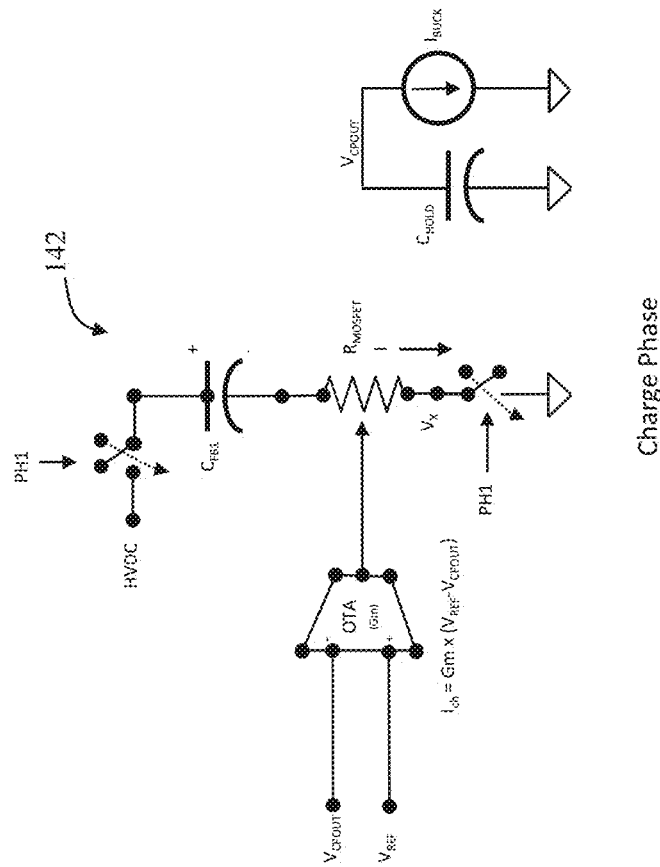 142
PH1
HVDC
+
C_FB1
R_MOSFET
I
V_X
PH1
V_CPOUT
I_BUCK
C_HOLD
OTA
(Gm)
-
+
V_CPOUT
V_REF
I_ch = Gm x (V_REF-V_CPOUT)
Charge Phase